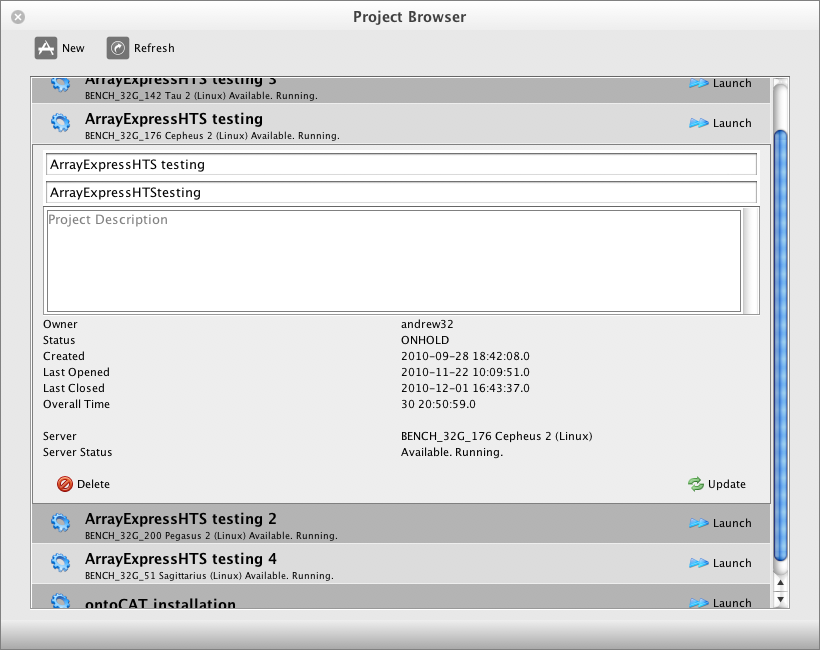 Project Browser
New Refresh
ArrayExpressHTS testing 3
BENCH_32G_142 Tau 2 (Linux) Available. Running.
Launch
ArrayExpressHTS testing
BENCH_32G_176 Cepheus 2 (Linux) Available. Running.
Launch
ArrayExpressHTS testing
ArrayExpressHTStesting
Project Description
Owner andrew32
Status ONHOLD
Created 2010-09-28 18:42:08.0
Last Opened 2010-11-22 10:09:51.0
Last Closed 2010-12-01 16:43:37.0
Overall Time 30 20:50:59.0
Server BENCH_32G_176 Cepheus 2 (Linux)
Server Status Available. Running.
Delete Update
ArrayExpressHTS testing 2
BENCH_32G_200 Pegasus 2 (Linux) Available. Running.
Launch
ArrayExpressHTS testing 4
BENCH_32G_51 Sagittarius (Linux) Available. Running.
Launch
ontoCAT installation
Launch